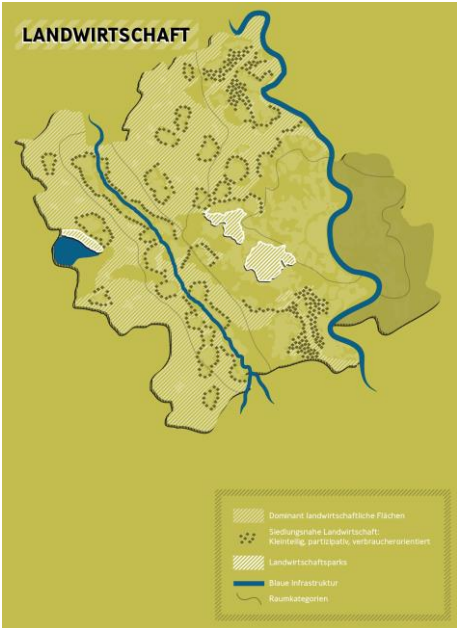 LANDWIRTSCHAFT
Dominant landwirtschaftliche Flächen
Siedlungsnahe Landwirtschaft:
Kleinteilig, partizipativ, verbraucherorientiert
Landwirtschaftsparks
Blaue Infrastruktur
Raumkategorien